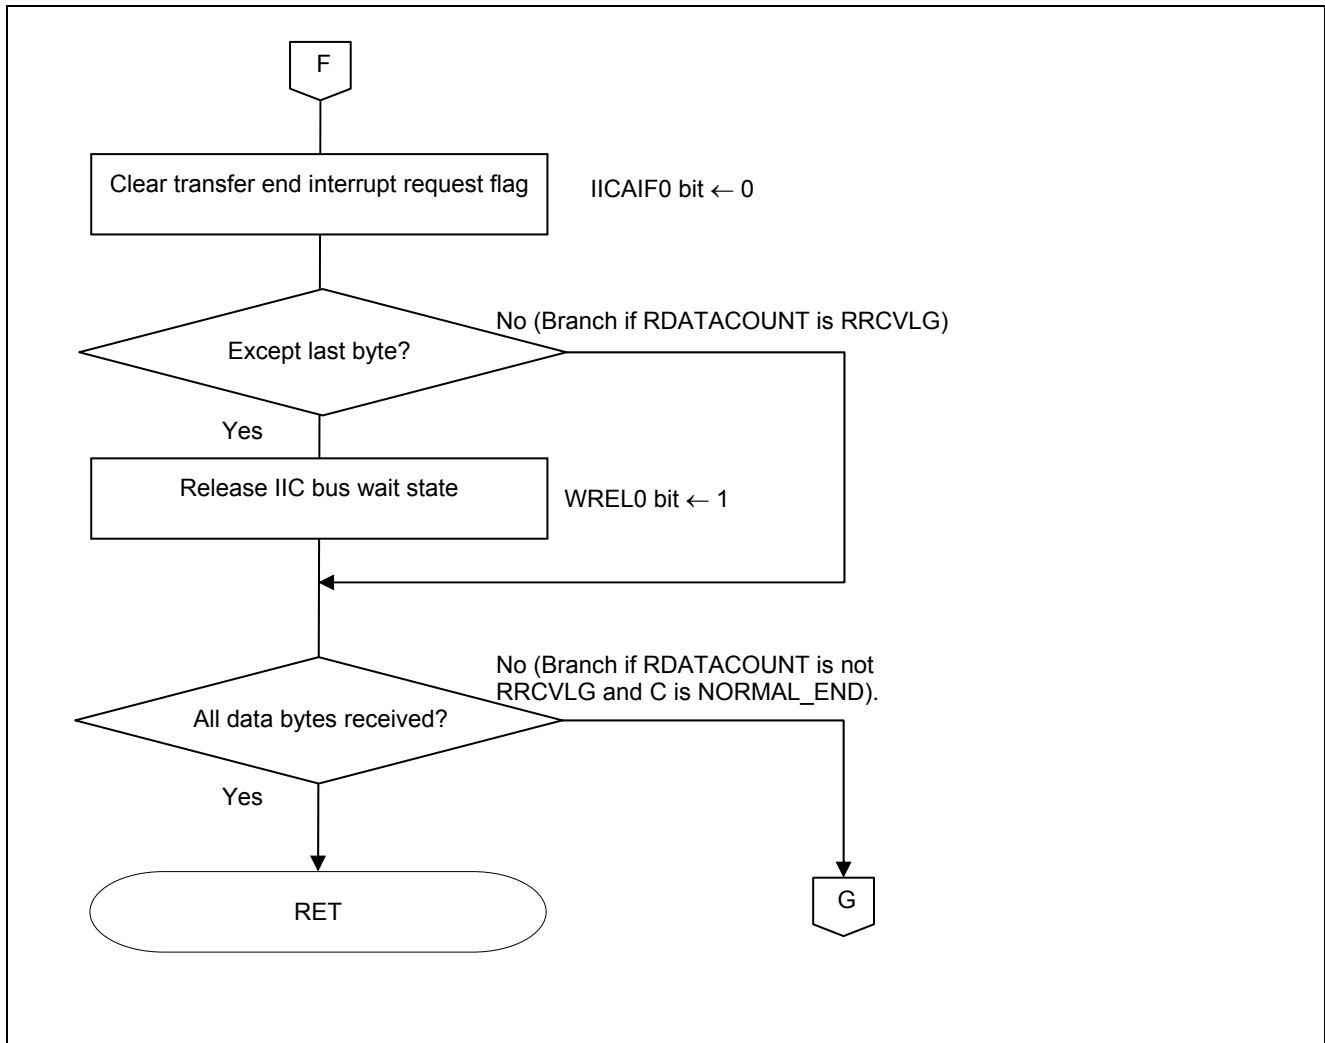 F
Clear transfer end interrupt request flag
IICAIF0 bit ← 0
No (Branch if RDATACOUNT is RRCVLG)
Except last byte?
Yes
Release IIC bus wait state
WREL0 bit ← 1
No (Branch if RDATACOUNT is not
RRCVLG and C is NORMAL_END).
All data bytes received?
Yes
RET
G